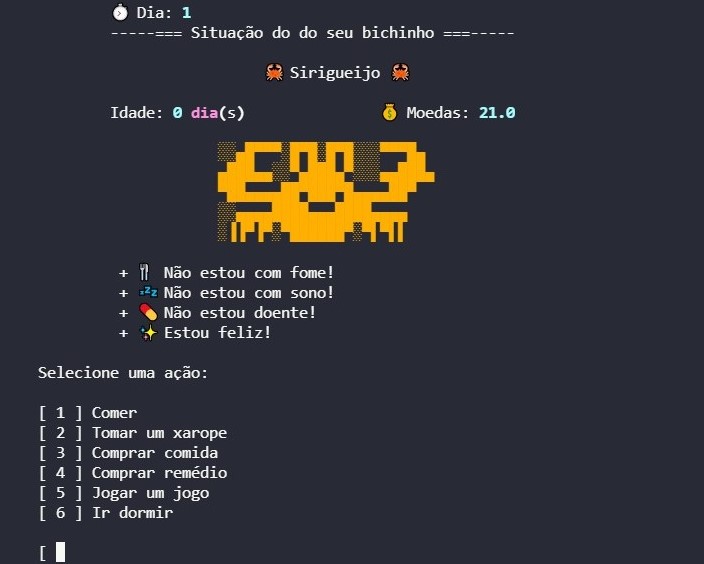 Dia: 1
-----=== Situação do do seu bichinho ===-----
Sirigueijo
Idade: 0 dia(s) Moedas: 21.0
+ Não estou com fome!
+ Não estou com sono!
+ Não estou doente!
+ Estou feliz!
Selecione uma ação:
[ 1 ] Comer
[ 2 ] Tomar um xarope
[ 3 ] Comprar comida
[ 4 ] Comprar remédio
[ 5 ] Jogar um jogo
[ 6 ] Ir dormir
[